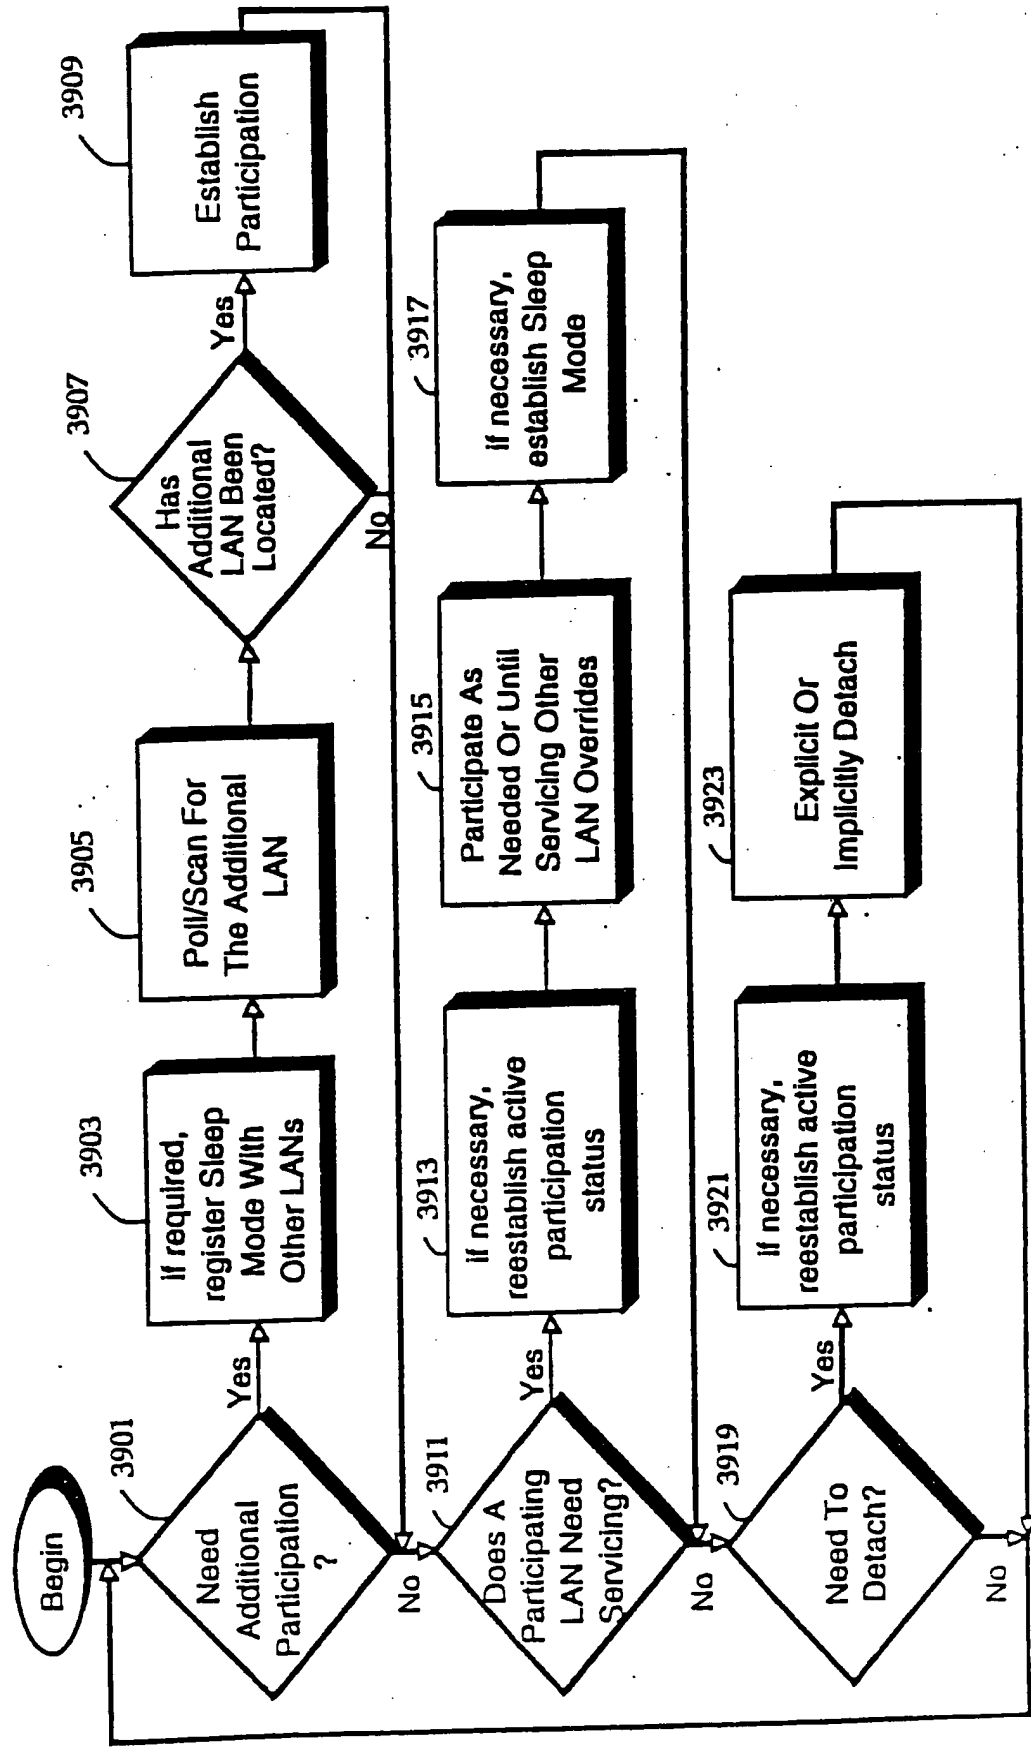 Begin
3901
Need
Additional
Participation
?
Yes
No
3903
If required,
register Sleep
Mode With
Other LANs
3905
Poll/Scan For
The Additional
LAN
3907
Has
Additional
LAN Been
Located?
Yes
No
3909
Establish
Participation
3911
Does A
Participating
LAN Need
Servicing?
Yes
No
3913
If necessary,
reestablish active
participation
status
3915
Participate As
Needed Or Until
Servicing Other
LAN Overrides
3917
If necessary,
establish Sleep
Mode
3919
Need To
Detach?
Yes
No
3921
If necessary,
reestablish active
participation
status
3923
Explicit Or
Implicitly Detach